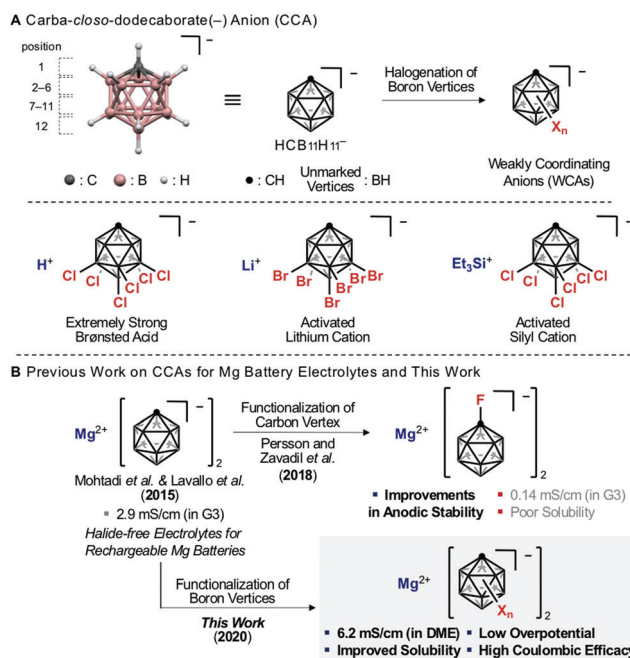 A Carba-closo-dodecaborate(–) Anion (CCA)
position
1
2–6
7–11
12
–
≡
–
HCB11H11–
Halogenation of
Boron Vertices
–
Xn
Weakly Coordinating
Anions (WCAs)
: C : B : H
: CH Unmarked Vertices : BH
H+
–
Cl Cl Cl Cl Cl Cl
Extremely Strong
Brønsted Acid
Li+
–
Br Br Br Br Br Br
Activated
Lithium Cation
Et3Si+
–
Cl Cl Cl Cl Cl Cl
Activated
Silyl Cation
B Previous Work on CCAs for Mg Battery Electrolytes and This Work
Mg2+
–
2
Mohtadi et al. & Lavallo et al.
(2015)
2.9 mS/cm (in G3)
Halide-free Electrolytes for
Rechargeable Mg Batteries
Functionalization of
Carbon Vertex
Persson and
Zavadil et al.
(2018)
Mg2+
F
–
2
Improvements
in Anodic Stability
0.14 mS/cm (in G3)
Poor Solubility
Functionalization of
Boron Vertices
This Work
(2020)
Mg2+
–
Xn
2
6.2 mS/cm (in DME) Low Overpotential
Improved Solubility High Coulombic Efficacy